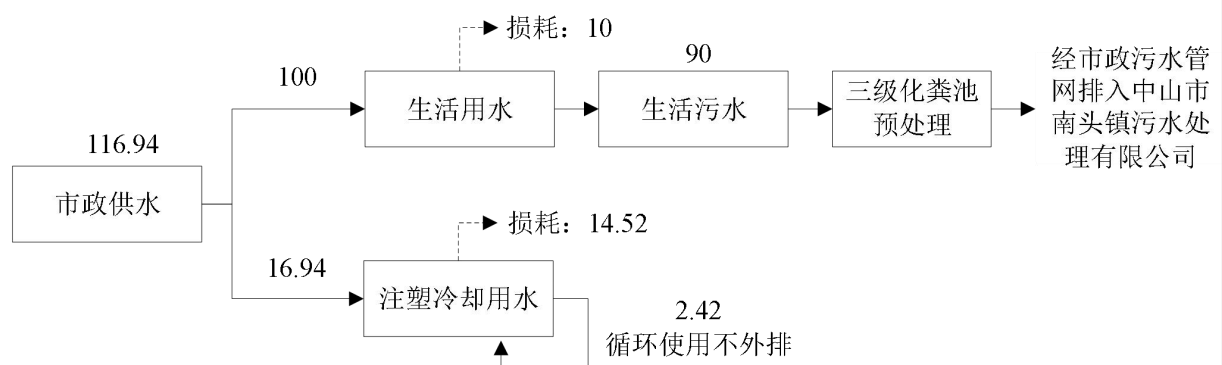 损耗：10
100
90
生活用水
生活污水
三级化粪池
预处理
经市政污水管
网排入中山市
南头镇污水处
理有限公司
116.94
市政供水
损耗：14.52
16.94
注塑冷却用水
2.42
循环使用不外排